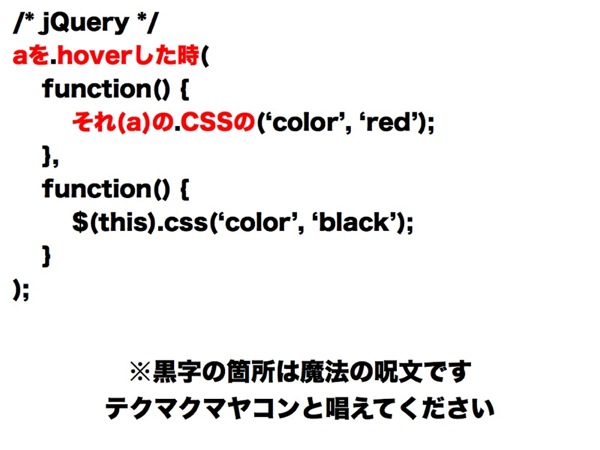 /* jQuery */
aを.hoverした時(
function() {
それ(a)の.CSSの(‘color’, ‘red’);
},
function() {
$(this).css(‘color’, ‘black’);
}
);
※黒字の箇所は魔法の呪文です
テクマクマヤコンと唱えてください